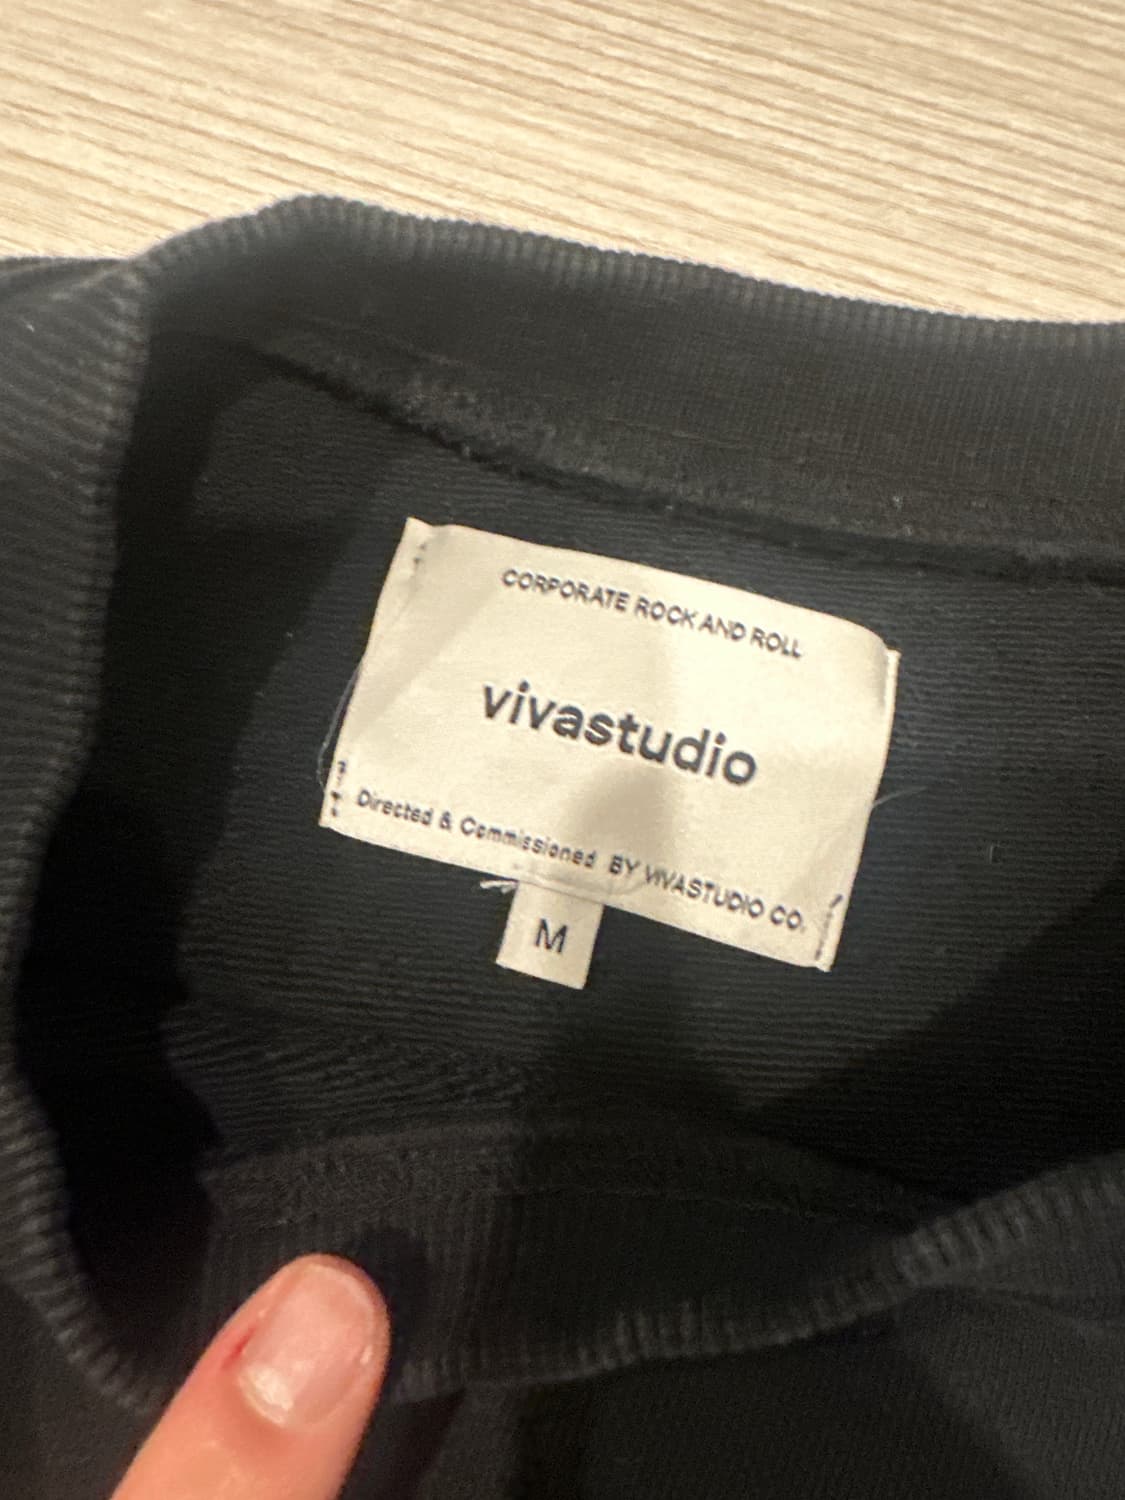 CORPORATE ROCK AND ROLL
vivastudio
Directed & Commissioned BY VIVASTUDIO CO.
M